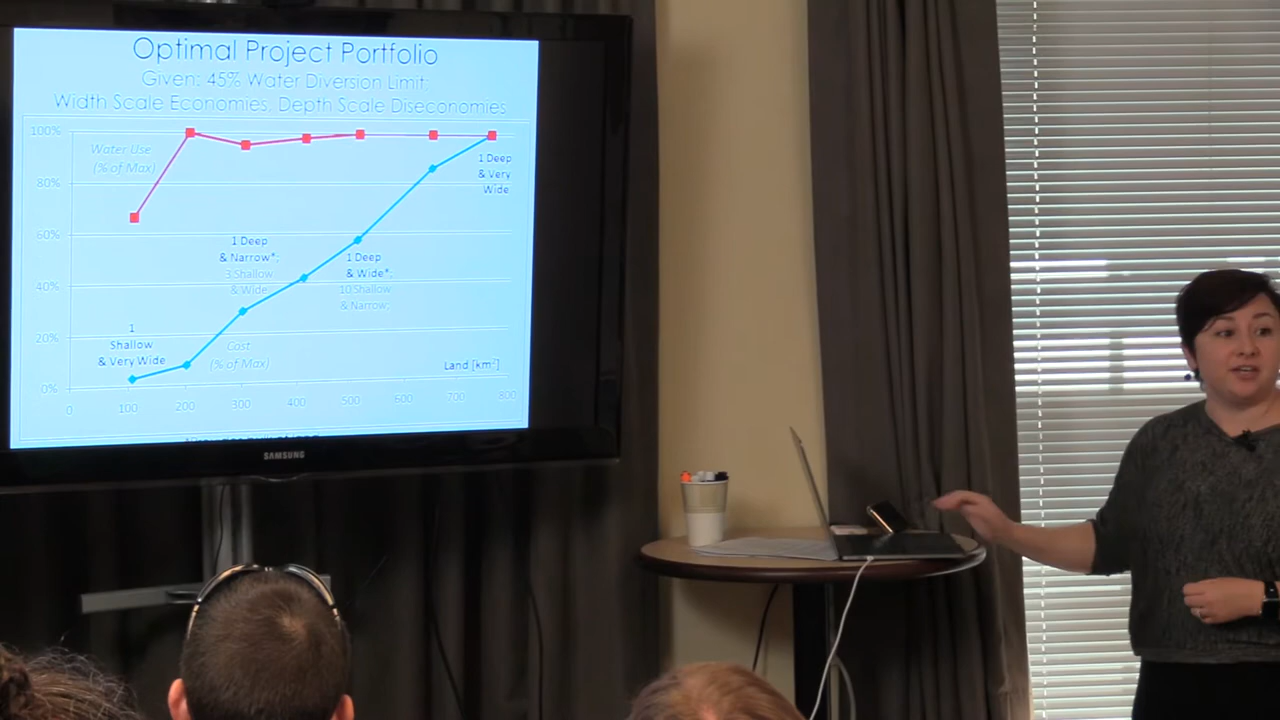 Optimal Project Portfolio
Given: 45% Water Diversion Limit;
Width Scale Economies, Depth Scale Diseconomies
100%
80%
60%
40%
20%
0%
Water Use
(% of Max)
1 Deep
& Very
Wide
1 Deep
& Narrow*;
3 Shallow
& Wide
1 Deep
& Wide*;
10 Shallow
& Narrow;
1
Shallow
& Very Wide
Cost
(% of Max)
Land [km²]
0 100 200 300 400 500 600 700 800
SAMSUNG